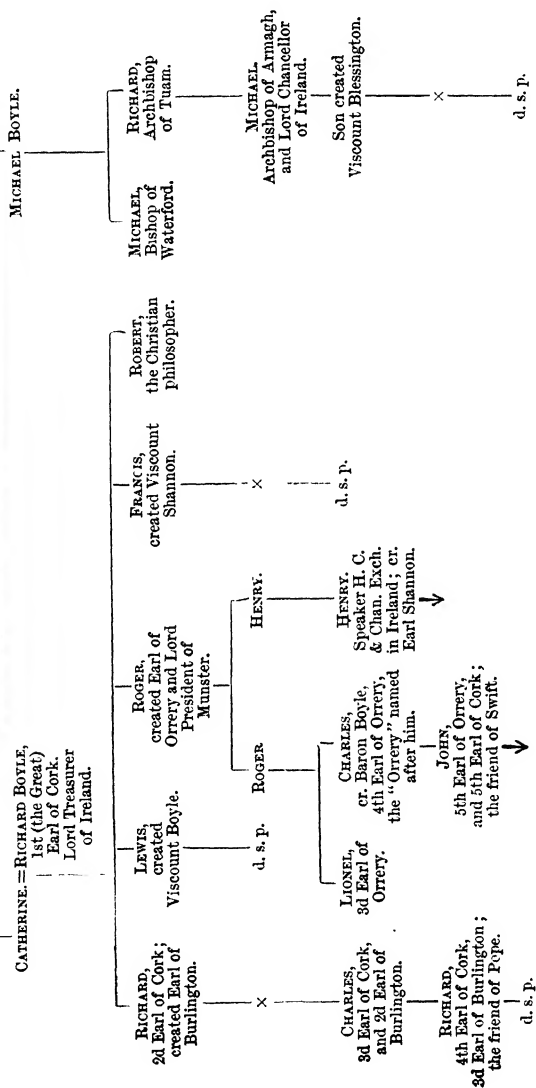 CATHERINE.=RICHARD BOYLE,
1st (the Great)
Earl of Cork.
Lord Treasurer
of Ireland.
MICHAEL BOYLE.
RICHARD,
2d Earl of Cork;
created Earl of
Burlington.
LEWIS,
created
Viscount Boyle.
ROGER,
created Earl of
Orrery and Lord
President of
Munster.
FRANCIS,
created Viscount
Shannon.
ROBERT,
the Christian
philosopher.
MICHAEL,
Bishop of
Waterford.
RICHARD,
Archbishop
of Tuam.
×
d. s. p.
ROGER
HENRY.
×
MICHAEL.
Archbishop of Armagh,
and Lord Chancellor
of Ireland.
CHARLES,
3d Earl of Cork,
and 2d Earl of
Burlington.
LIONEL,
3d Earl of
Orrery.
CHARLES,
cr. Baron Boyle,
4th Earl of Orrery,
the "Orrery" named
after him.
HENRY.
Speaker H. C.
& Chan. Exch.
in Ireland; cr.
Earl Shannon.
d. s. p.
Son created
Viscount Blessington.
RICHARD,
4th Earl of Cork,
3d Earl of Burlington;
the friend of Pope.
JOHN,
5th Earl of Orrery,
and 5th Earl of Cork;
the friend of Swift.
×
d. s. p.
d. s. p.